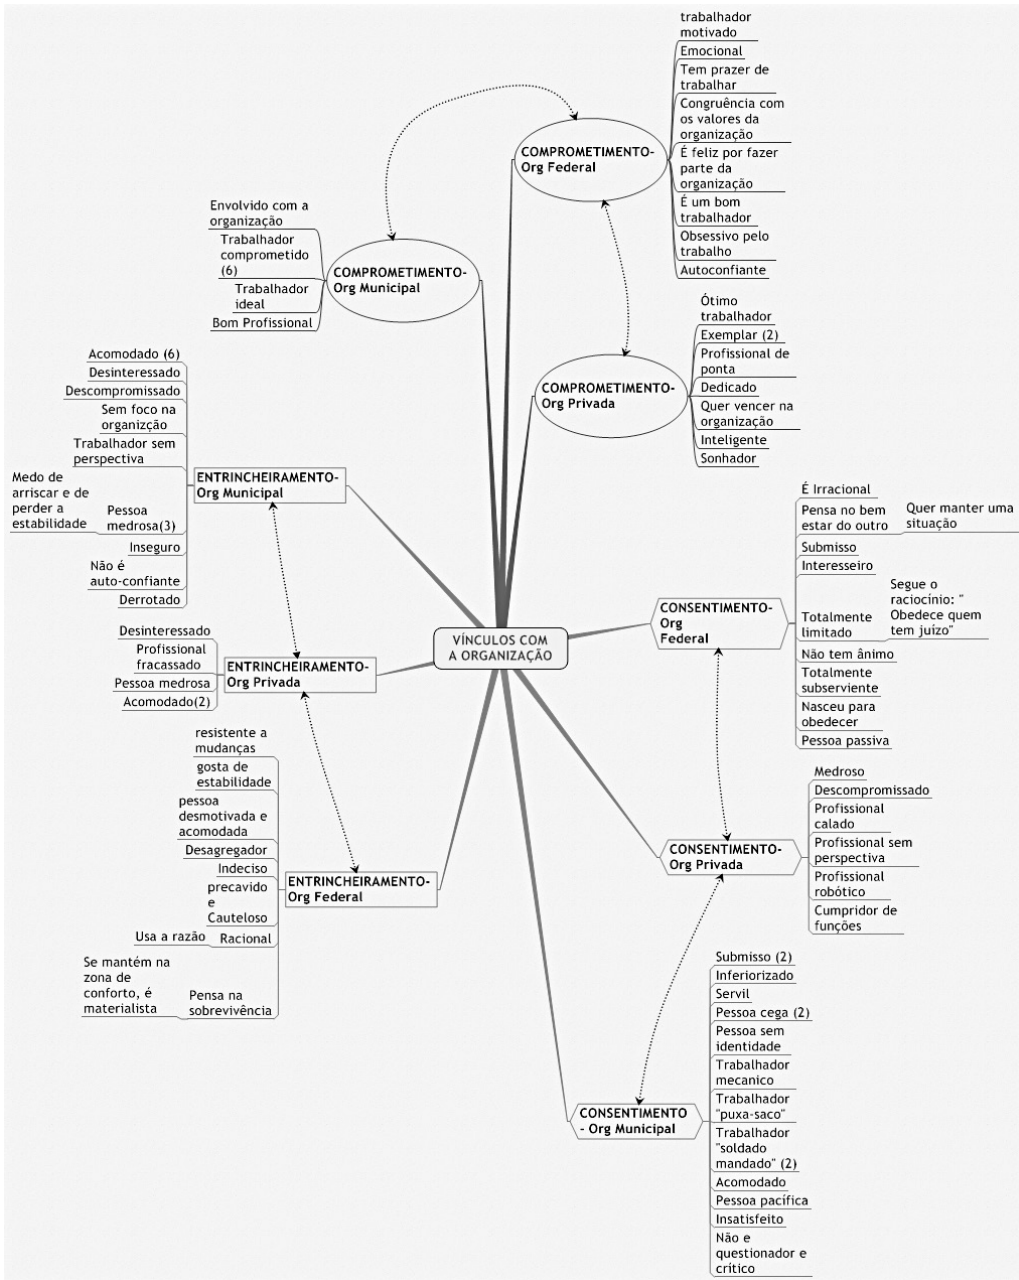 trabalhador
motivado
Emocional
Tem prazer de
trabalhar
Congruência com
os valores da
organização
É feliz por fazer
parte da
organização
É um bom
trabalhador
Obsessivo pelo
trabalho
Autoconfiante
COMPROMETIMENTO-
Org Federal
Envolvido com a
organização
Trabalhador
comprometido
(6)
Trabalhador
ideal
Bom Profissional
COMPROMETIMENTO-
Org Municipal
COMPROMETIMENTO-
Org Privada
Ótimo
trabalhador
Exemplar (2)
Profissional de
ponta
Dedicado
Quer vencer na
organização
Inteligente
Sonhador
Acomodado (6)
Desinteressado
Descompromissado
Sem foco na
organizção
Trabalhador sem
perspectiva
Medo de
arriscar e de
perder a
estabilidade
Pessoa
medrosa(3)
Inseguro
Não é
auto-confiante
Derrotado
ENTRINCHEIRAMENTO-
Org Municipal
É Irracional
Pensa no bem
estar do outro
Quer manter uma
situação
Submisso
Interesseiro
Totalmente
limitado
Segue o
raciocínio: "
Obedece quem
tem juízo"
Não tem ânimo
Totalmente
subserviente
Nasceu para
obedecer
Pessoa passiva
CONSENTIMENTO-
Org
Federal
VÍNCULOS COM
A ORGANIZAÇÃO
Desinteressado
Profissional
fracassado
Pessoa medrosa
Acomodado(2)
ENTRINCHEIRAMENTO-
Org Privada
resistente a
mudanças
gosta de
estabilidade
pessoa
desmotivada e
acomodada
Desagregador
Indeciso
precavido
e
Cauteloso
Usa a razão
Racional
Se mantém na
zona de
conforto, é
materialista
Pensa na
sobrevivência
ENTRINCHEIRAMENTO-
Org Federal
CONSENTIMENTO-
Org Privada
Medroso
Descompromissado
Profissional
calado
Profissional sem
perspectiva
Profissional
robótico
Cumpridor de
funções
CONSENTIMENTO
- Org Municipal
Submisso (2)
Inferiorizado
Servil
Pessoa cega (2)
Pessoa sem
identidade
Trabalhador
mecanico
Trabalhador
"puxa-saco"
Trabalhador
"soldado
mandado" (2)
Acomodado
Pessoa pacífica
Insatisfeito
Não e
questionador e
crítico